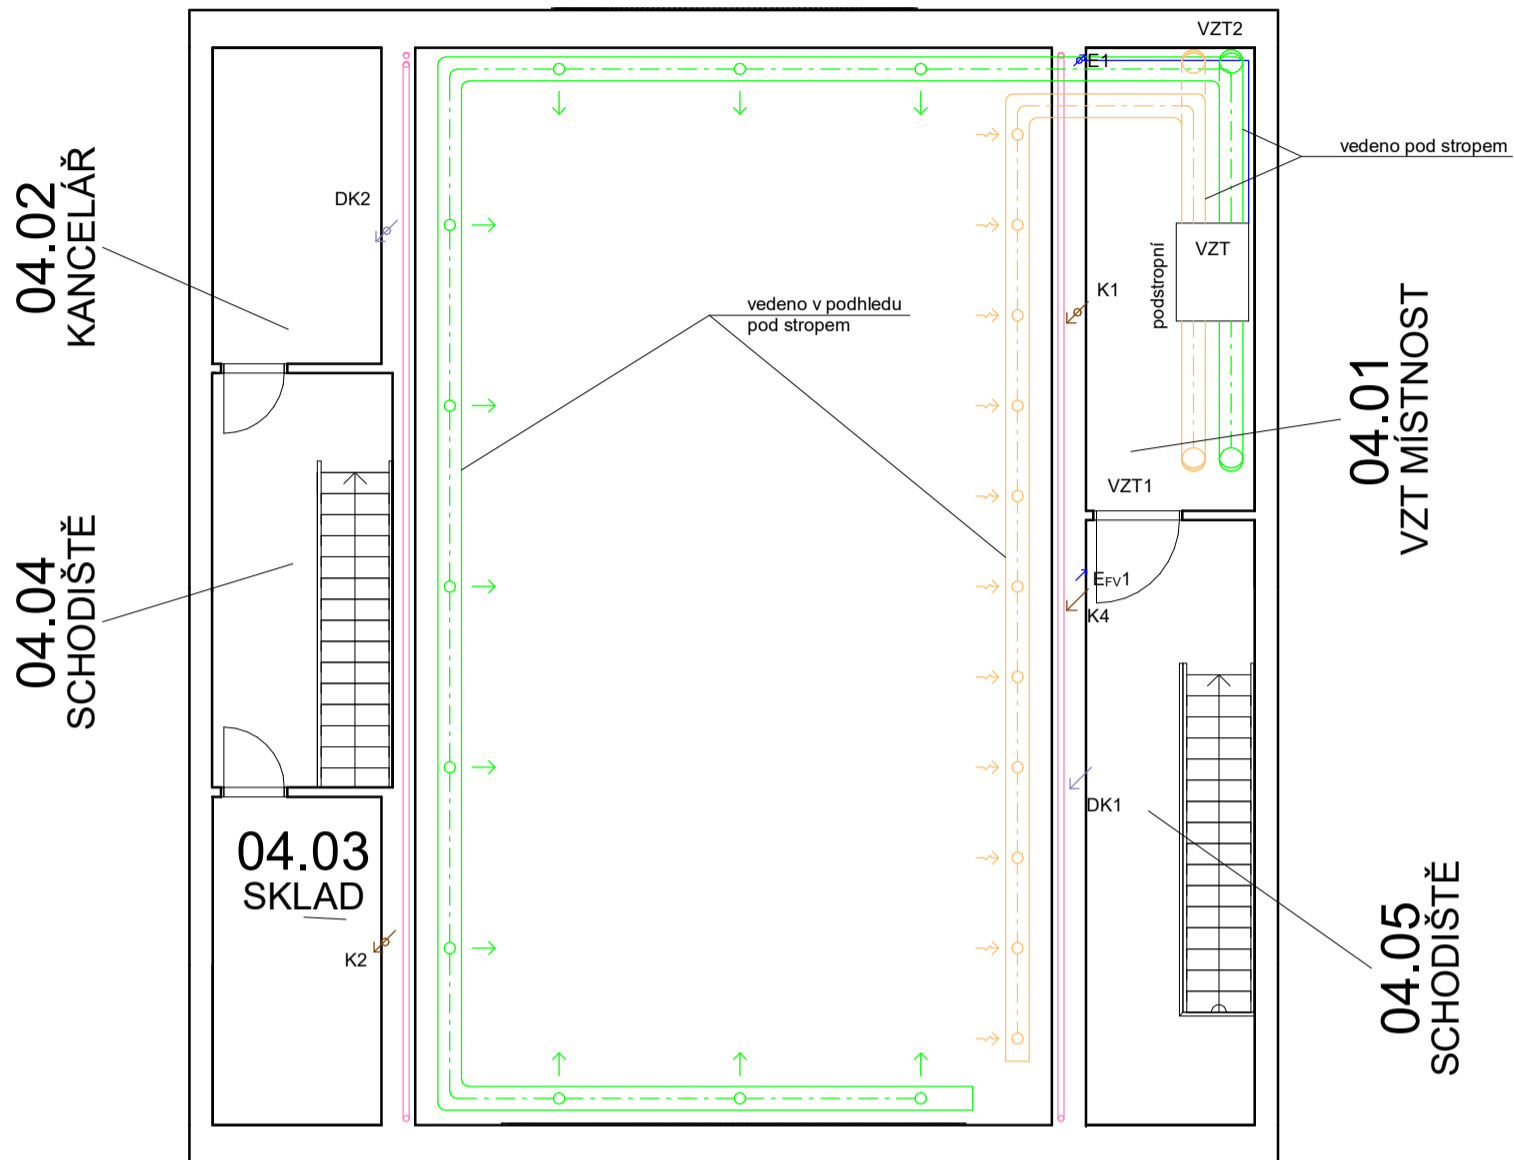 VZT2
E1
vedeno pod stropem
04.02
KANCELÁŘ
DK2
podstropní
VZT
K1
vedeno v podhledu
pod stropem
04.01
VZT MÍSTNOST
VZT1
04.04
SCHODIŠTĚ
EFV1
K4
DK1
04.03
SKLAD
K2
04.05
SCHODIŠTĚ